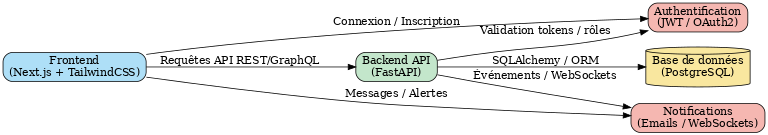 Frontend
(Next.js + TailwindCSS)
Connexion / Inscription
Requêtes API REST/GraphQL
Messages / Alertes
Backend API
(FastAPI)
Validation tokens / rôles
SQLAlchemy / ORM
Événements / WebSockets
Authentification
(JWT / OAuth2)
Base de données
(PostgreSQL)
Notifications
(Emails / WebSockets)